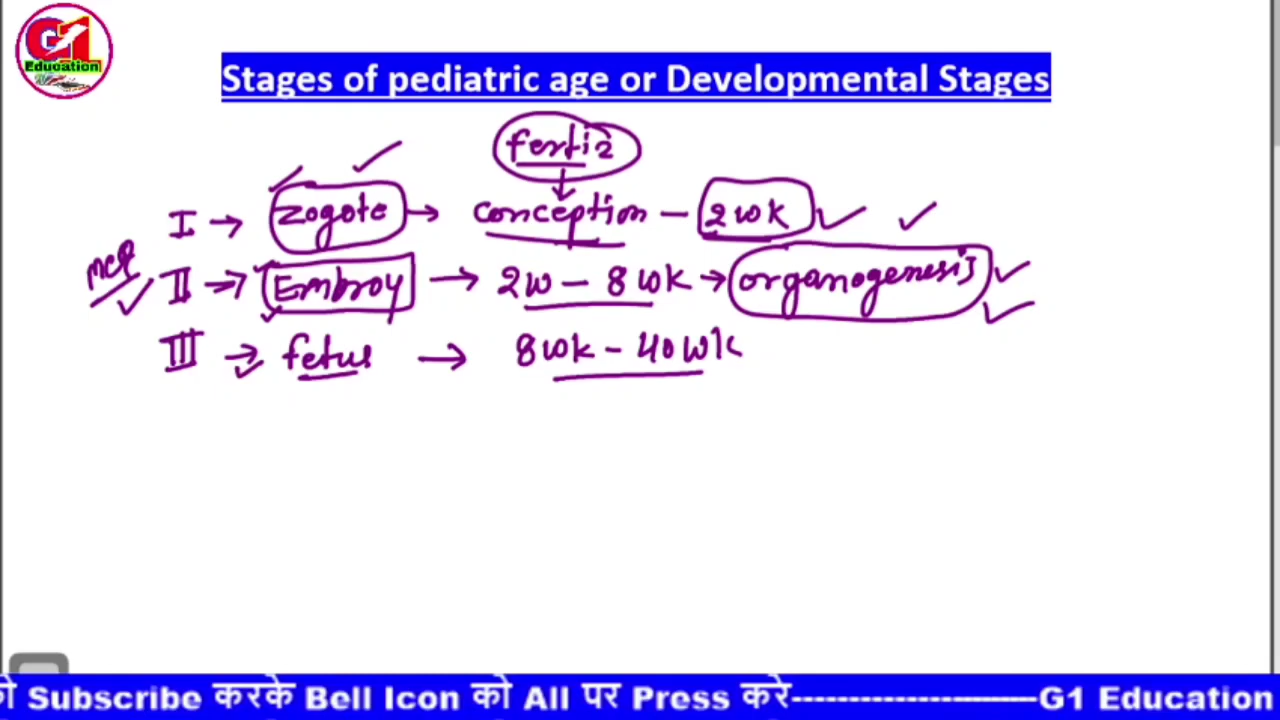 G1
Education
Stages of pediatric age or Developmental Stages
ferti2
I → Zogote → conception – 2wk
mcq II → Embroy → 2w – 8wk → organogenesis
III → fetus → 8wk – 40wk
को Subscribe करके Bell Icon को All पर Press करे-----------------------G1 Education